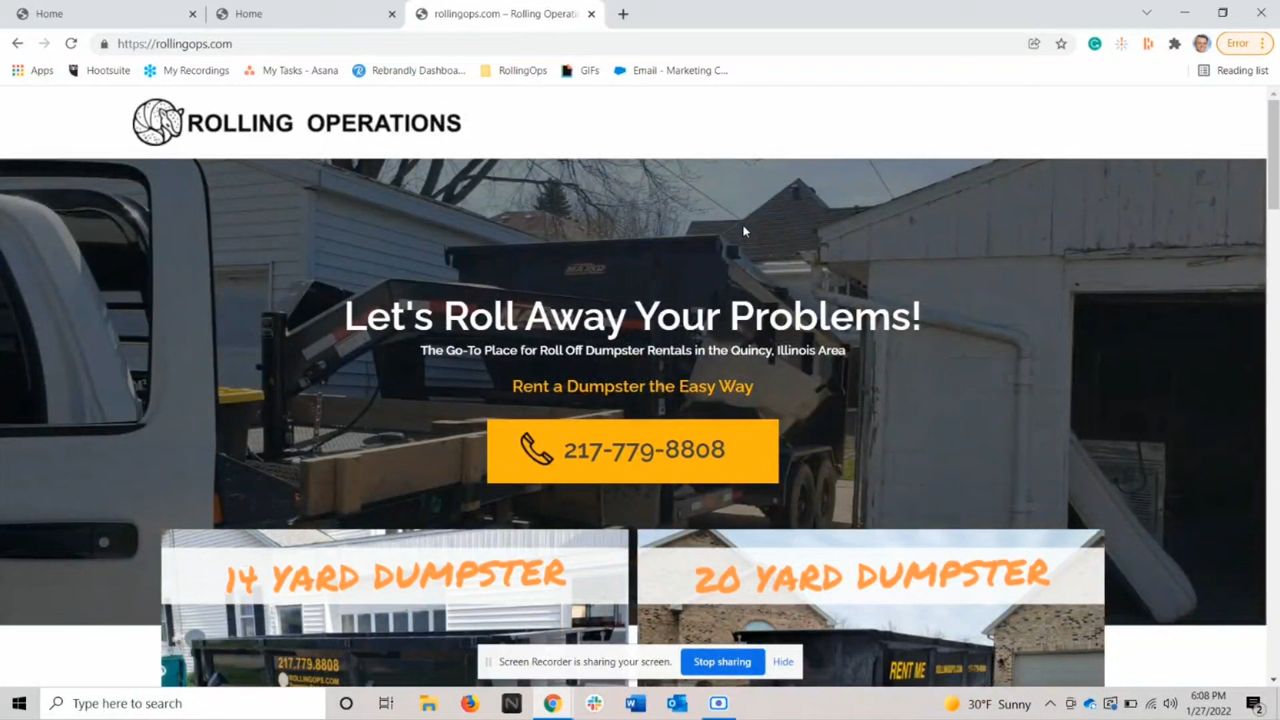 Home
Home
rollingops.com – Rolling Operati
https://rollingops.com
Error
Apps
Hootsuite
My Recordings
My Tasks - Asana
Rebrandly Dashboa...
RollingOps
GIFs
Email - Marketing C...
Reading list
ROLLING OPERATIONS
Let's Roll Away Your Problems!
The Go-To Place for Roll Off Dumpster Rentals in the Quincy, Illinois Area
Rent a Dumpster the Easy Way
217-779-8808
14 YARD DUMPSTER
20 YARD DUMPSTER
217.779.8808
ROLLINGOPS.COM
RENT ME
Screen Recorder is sharing your screen.
Stop sharing
Hide
Type here to search
30°F Sunny
6:08 PM
1/27/2022
2